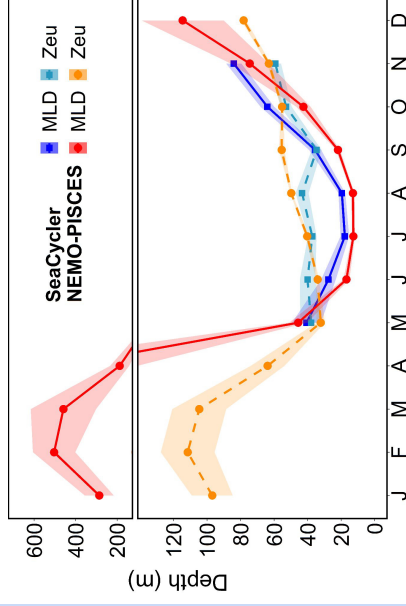 SeaCycler MLD Zeu
NEMO-PISCES MLD Zeu
600
400
200
120
100
80
60
40
20
0
Depth (m)
J F M A M J J A S O N D